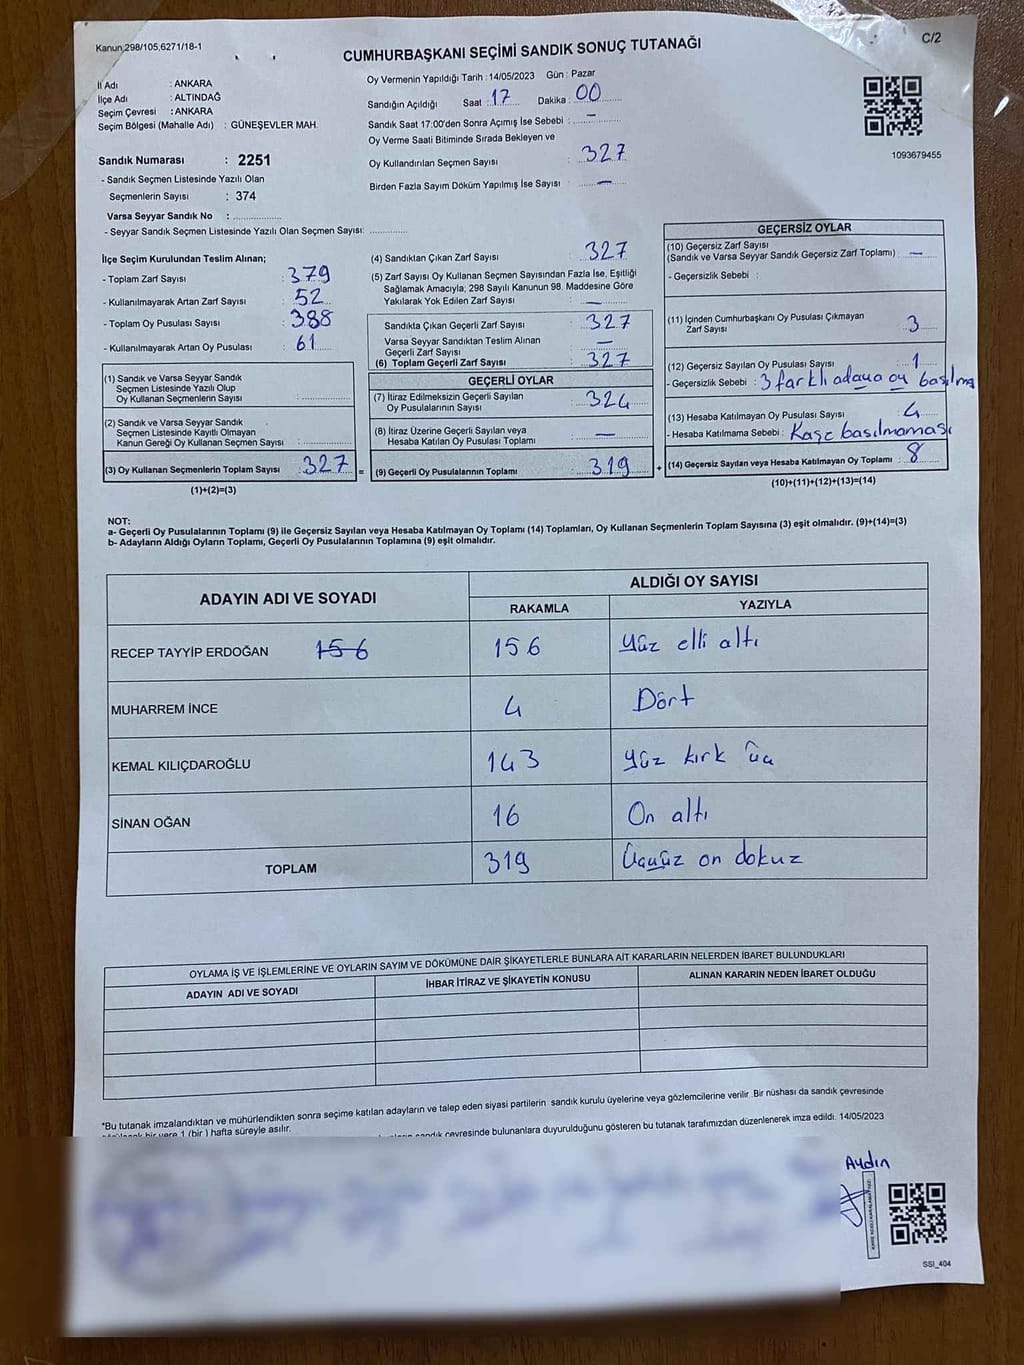 Kanun;298/105;6271/18-1
C/2
CUMHURBAŞKANI SEÇİMİ SANDIK SONUÇ TUTANAĞI
İl Adı : ANKARA
İlçe Adı : ALTINDAĞ
Seçim Çevresi : ANKARA
Seçim Bölgesi (Mahalle Adı) : GÜNEŞEVLER MAH.
Sandık Numarası : 2251
- Sandık Seçmen Listesinde Yazılı Olan
Seçmenlerin Sayısı : 374
Varsa Seyyar Sandık No : ..................
- Seyyar Sandık Seçmen Listesinde Yazılı Olan Seçmen Sayısı: ..............
Oy Vermenin Yapıldığı Tarih : 14/05/2023 Gün : Pazar
Sandığın Açıldığı Saat : 17 Dakika : 00
Sandık Saat 17:00'den Sonra Açımış İse Sebebi : —
Oy Verme Saati Bitiminde Sırada Bekleyen ve
Oy Kullandırılan Seçmen Sayısı : 327
Birden Fazla Sayım Döküm Yapılmış İse Sayısı : —
1093679455
İlçe Seçim Kurulundan Teslim Alınan;
- Toplam Zarf Sayısı : 379
- Kullanılmayarak Artan Zarf Sayısı : 52
- Toplam Oy Pusulası Sayısı : 388
- Kullanılmayarak Artan Oy Pusulası : 61
(1) Sandık ve Varsa Seyyar Sandık
Seçmen Listesinde Yazılı Olup
Oy Kullanan Seçmenlerin Sayısı : ..............
(2) Sandık ve Varsa Seyyar Sandık
Seçmen Listesinde Kayıtlı Olmayan
Kanun Gereği Oy Kullanan Seçmen Sayısı : ..............
(3) Oy Kullanan Seçmenlerin Toplam Sayısı : 327 =
(1)+(2)=(3)
(4) Sandıktan Çıkan Zarf Sayısı : 327
(5) Zarf Sayısı Oy Kullanan Seçmen Sayısından Fazla İse, Eşitliği
Sağlamak Amacıyla; 298 Sayılı Kanunun 98. Maddesine Göre
Yakılarak Yok Edilen Zarf Sayısı : —
Sandıkta Çıkan Geçerli Zarf Sayısı : 327
Varsa Seyyar Sandıktan Teslim Alınan
Geçerli Zarf Sayısı : —
(6) Toplam Geçerli Zarf Sayısı : 327
GEÇERLİ OYLAR
(7) İtiraz Edilmeksizin Geçerli Sayılan
Oy Pusulalarının Sayısı : 324
(8) İtiraz Üzerine Geçerli Sayılan veya
Hesaba Katılan Oy Pusulası Toplamı : —
(9) Geçerli Oy Pusulalarının Toplamı : 319 +
GEÇERSİZ OYLAR
(10) Geçersiz Zarf Sayısı
(Sandık ve Varsa Seyyar Sandık Geçersiz Zarf Toplamı) : —
- Geçersizlik Sebebi :
(11) İçinden Cumhurbaşkanı Oy Pusulası Çıkmayan
Zarf Sayısı : 3
(12) Geçersiz Sayılan Oy Pusulası Sayısı : 1
- Geçersizlik Sebebi : 3 farklı adaya oy basılma
(13) Hesaba Katılmayan Oy Pusulası Sayısı : 4
- Hesaba Katılmama Sebebi : Kaşe basılmaması
(14) Geçersiz Sayılan veya Hesaba Katılmayan Oy Toplamı : 8
(10)+(11)+(12)+(13)=(14)
NOT:
a- Geçerli Oy Pusulalarının Toplamı (9) ile Geçersiz Sayılan veya Hesaba Katılmayan Oy Toplamı (14) Toplamları, Oy Kullanan Seçmenlerin Toplam Sayısına (3) eşit olmalıdır. (9)+(14)=(3)
b- Adayların Aldığı Oyların Toplamı, Geçerli Oy Pusulalarının Toplamına (9) eşit olmalıdır.
ADAYIN ADI VE SOYADI
ALDIĞI OY SAYISI
RAKAMLA YAZIYLA
RECEP TAYYİP ERDOĞAN 156 156 Yüz elli altı
MUHARREM İNCE 4 Dört
KEMAL KILIÇDAROĞLU 143 Yüz kırk üç
SİNAN OĞAN 16 On altı
TOPLAM 319 Üçyüz on dokuz
OYLAMA İŞ VE İŞLEMLERİNE VE OYLARIN SAYIM VE DÖKÜMÜNE DAİR ŞİKAYETLERLE BUNLARA AİT KARARLARIN NELERDEN İBARET BULUNDUKLARI
ADAYIN ADI VE SOYADI İHBAR İTİRAZ VE ŞİKAYETİN KONUSU ALINAN KARARIN NEDEN İBARET OLDUĞU
*Bu tutanak imzalandıktan ve mühürlendikten sonra seçime katılan adayların ve talep eden siyasi partilerin sandık kurulu üyelerine veya gözlemcilerine verilir. Bir nüshası da sandık çevresinde
bir yere 1 (bir ) hafta süreyle asılır.
sandık çevresinde bulunanlara duyurulduğunu gösteren bu tutanak tarafımızdan düzenlenerek imza edildi. 14/05/2023
Aydın
SSI_404